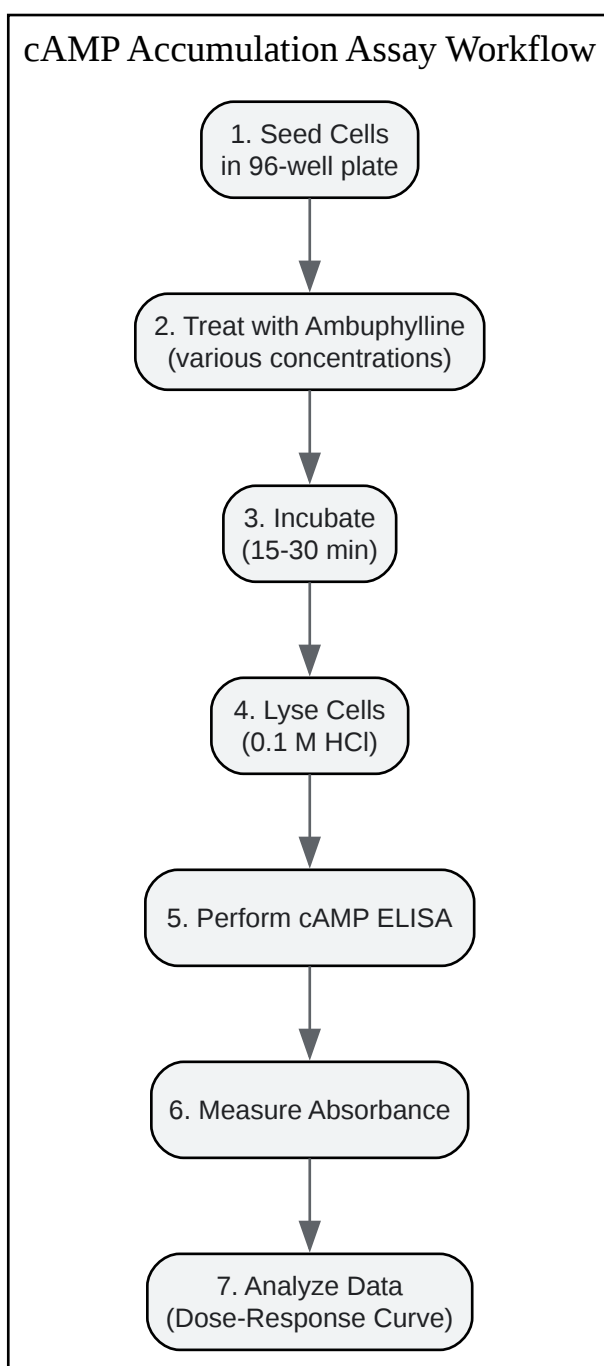 cAMP Accumulation Assay Workflow
1. Seed Cells
in 96-well plate
2. Treat with Ambuphylline
(various concentrations)
3. Incubate
(15-30 min)
4. Lyse Cells
(0.1 M HCl)
5. Perform cAMP ELISA
6. Measure Absorbance
7. Analyze Data
(Dose-Response Curve)